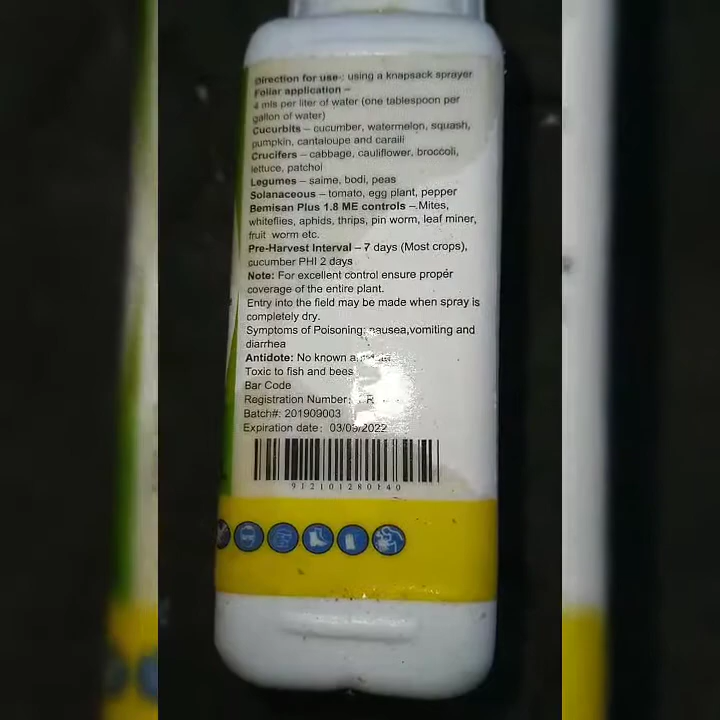 Direction for use-: using a knapsack sprayer
Foliar application –
4 mls per liter of water (one tablespoon per
gallon of water)
Cucurbits – cucumber, watermelon, squash,
pumpkin, cantaloupe and caraili
Crucifers – cabbage, cauliflower, broccoli,
lettuce, patchoi
Legumes – saime, bodi, peas
Solanaceous – tomato, egg plant, pepper
Bemisan Plus 1.8 ME controls – Mites,
whiteflies, aphids, thrips, pin worm, leaf miner,
fruit worm etc.
Pre-Harvest Interval – 7 days (Most crops),
cucumber PHI 2 days
Note: For excellent control ensure proper
coverage of the entire plant.
Entry into the field may be made when spray is
completely dry.
Symptoms of Poisoning: nausea,vomiting and
diarrhea
Antidote: No known
Toxic to fish and bees
Bar Code
Registration Number:
Batch#: 201909003
Expiration date: 03/09/2022
912101280140